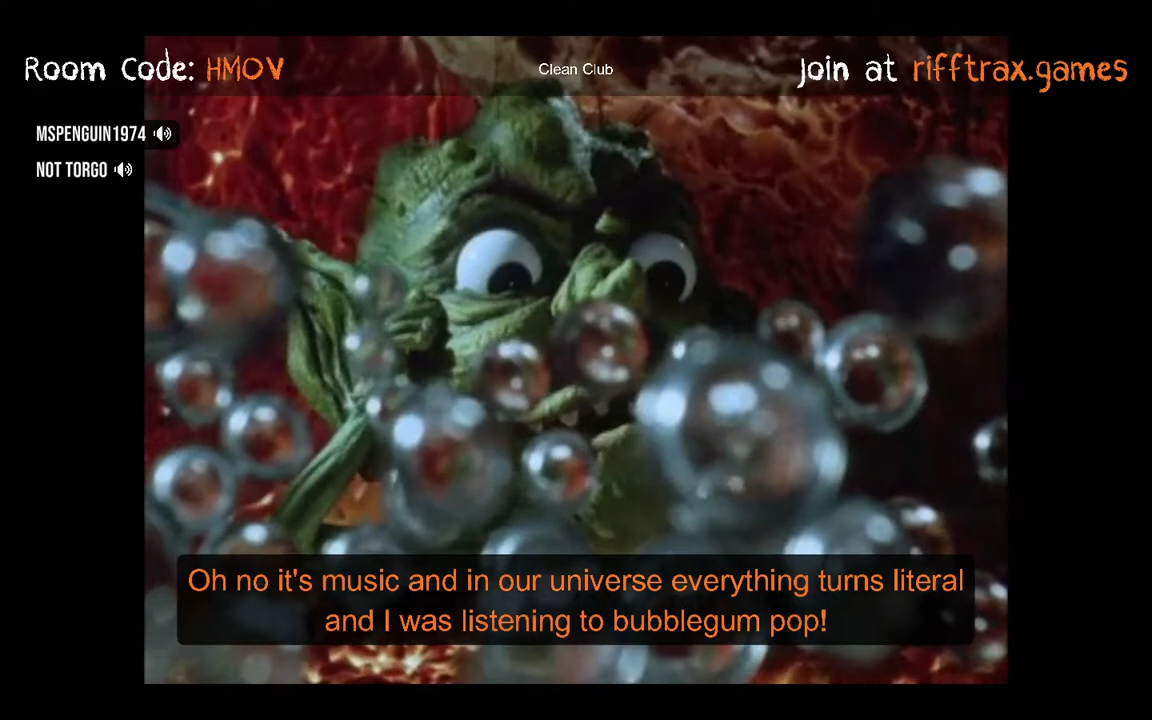 Room Code: HMOV
Clean Club
Join at rifftrax.games
MSPENGUIN1974
NOT TORGO
Oh no it's music and in our universe everything turns literal
and I was listening to bubblegum pop!